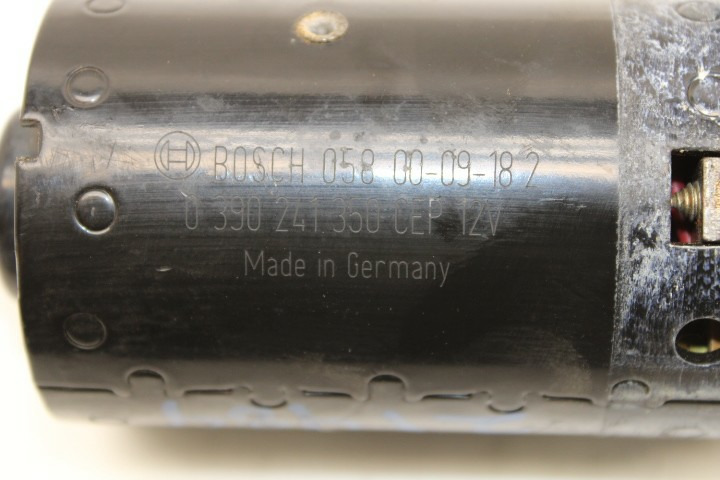 BOSCH 058 00-09-18 2
0 390 241 350 CEP 12V
Made in Germany